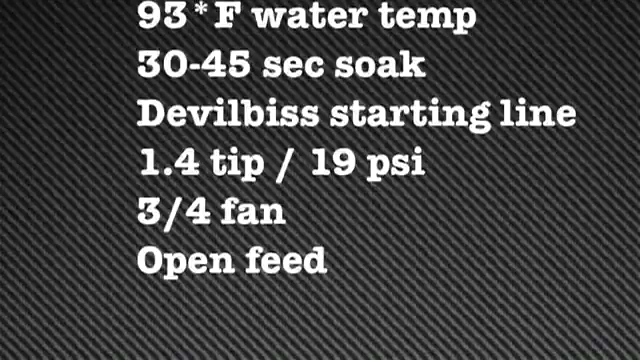 93*F water temp
30-45 sec soak
Devilbiss starting line
1.4 tip / 19 psi
3/4 fan
Open feed